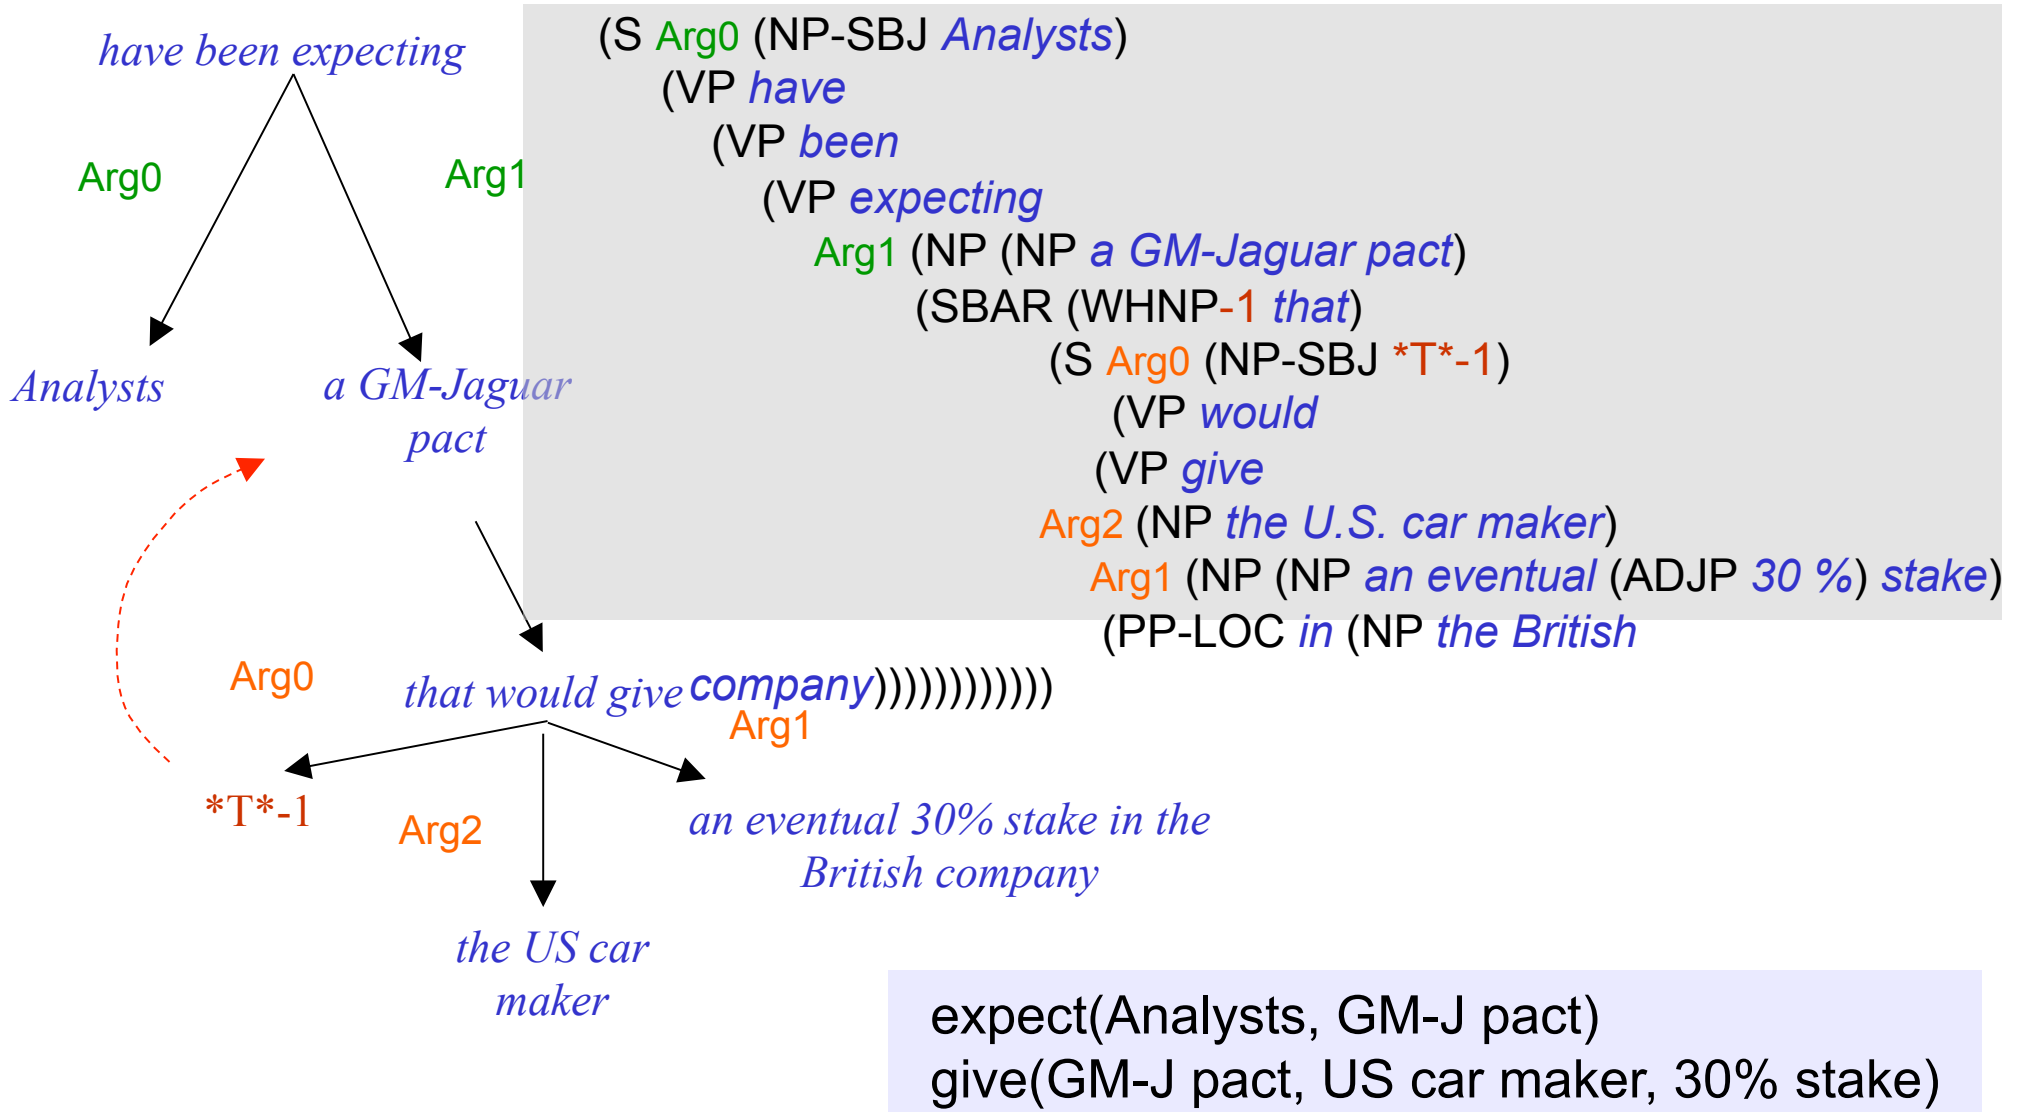 have been expecting
Arg0
Arg1
Analysts
a GM-Jaguar
pact
Arg0
that would give
Arg1
*T*-1
Arg2
an eventual 30% stake in the
British company
the US car
maker
(S Arg0 (NP-SBJ Analysts)
(VP have
(VP been
(VP expecting
Arg1 (NP (NP a GM-Jaguar pact)
(SBAR (WHNP-1 that)
(S Arg0 (NP-SBJ *T*-1)
(VP would
(VP give
Arg2 (NP the U.S. car maker)
Arg1 (NP (NP an eventual (ADJP 30 %) stake)
(PP-LOC in (NP the British
company))))))))))))
expect(Analysts, GM-J pact)
give(GM-J pact, US car maker, 30% stake)